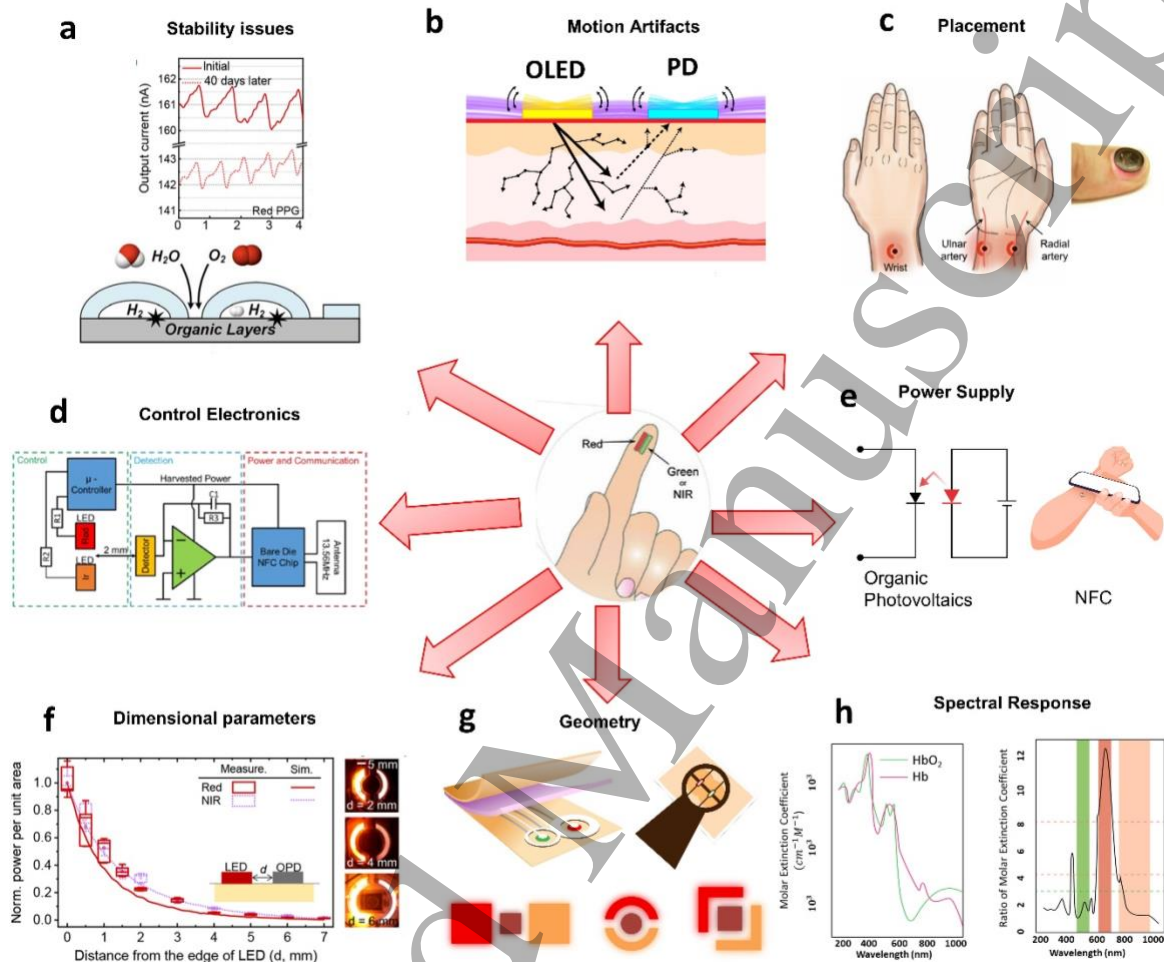 a
Stability issues
Initial
40 days later
Output current (nA)
162
161
160
143
142
141
Red PPG
0 1 2 3 4
H2O
O2
H2
H2
Organic Layers
b
Motion Artifacts
OLED
PD
c
Placement
Wrist
Ulnar artery
Radial artery
d
Control Electronics
Control
Detection
Power and Communication
μ - Controller
Harvested Power
R1
R2
LED
Red
LED
Ir
2 mm
Detector
C1
R3
Bare Die NFC Chip
Antenna 13.56MHz
Red
Green or NIR
e
Power Supply
Organic Photovoltaics
NFC
f
Dimensional parameters
Norm. power per unit area
1.0
0.8
0.6
0.4
0.2
0.0
Measure. Sim.
Red
NIR
LED
d
OPD
0 1 2 3 4 5 6 7
Distance from the edge of LED (d, mm)
5 mm
d = 2 mm
d = 4 mm
d = 6 mm
g
Geometry
h
Spectral Response
HbO2
Hb
Molar Extinction Coefficient
(cm⁻¹M⁻¹)
10³
10³
10³
200 400 600 800 1000
Wavelength (nm)
Ratio of Molar Extinction Coefficient
12
10
8
6
4
2
0
200 400 600 800 1000
Wavelength (nm)
d Manuscrip